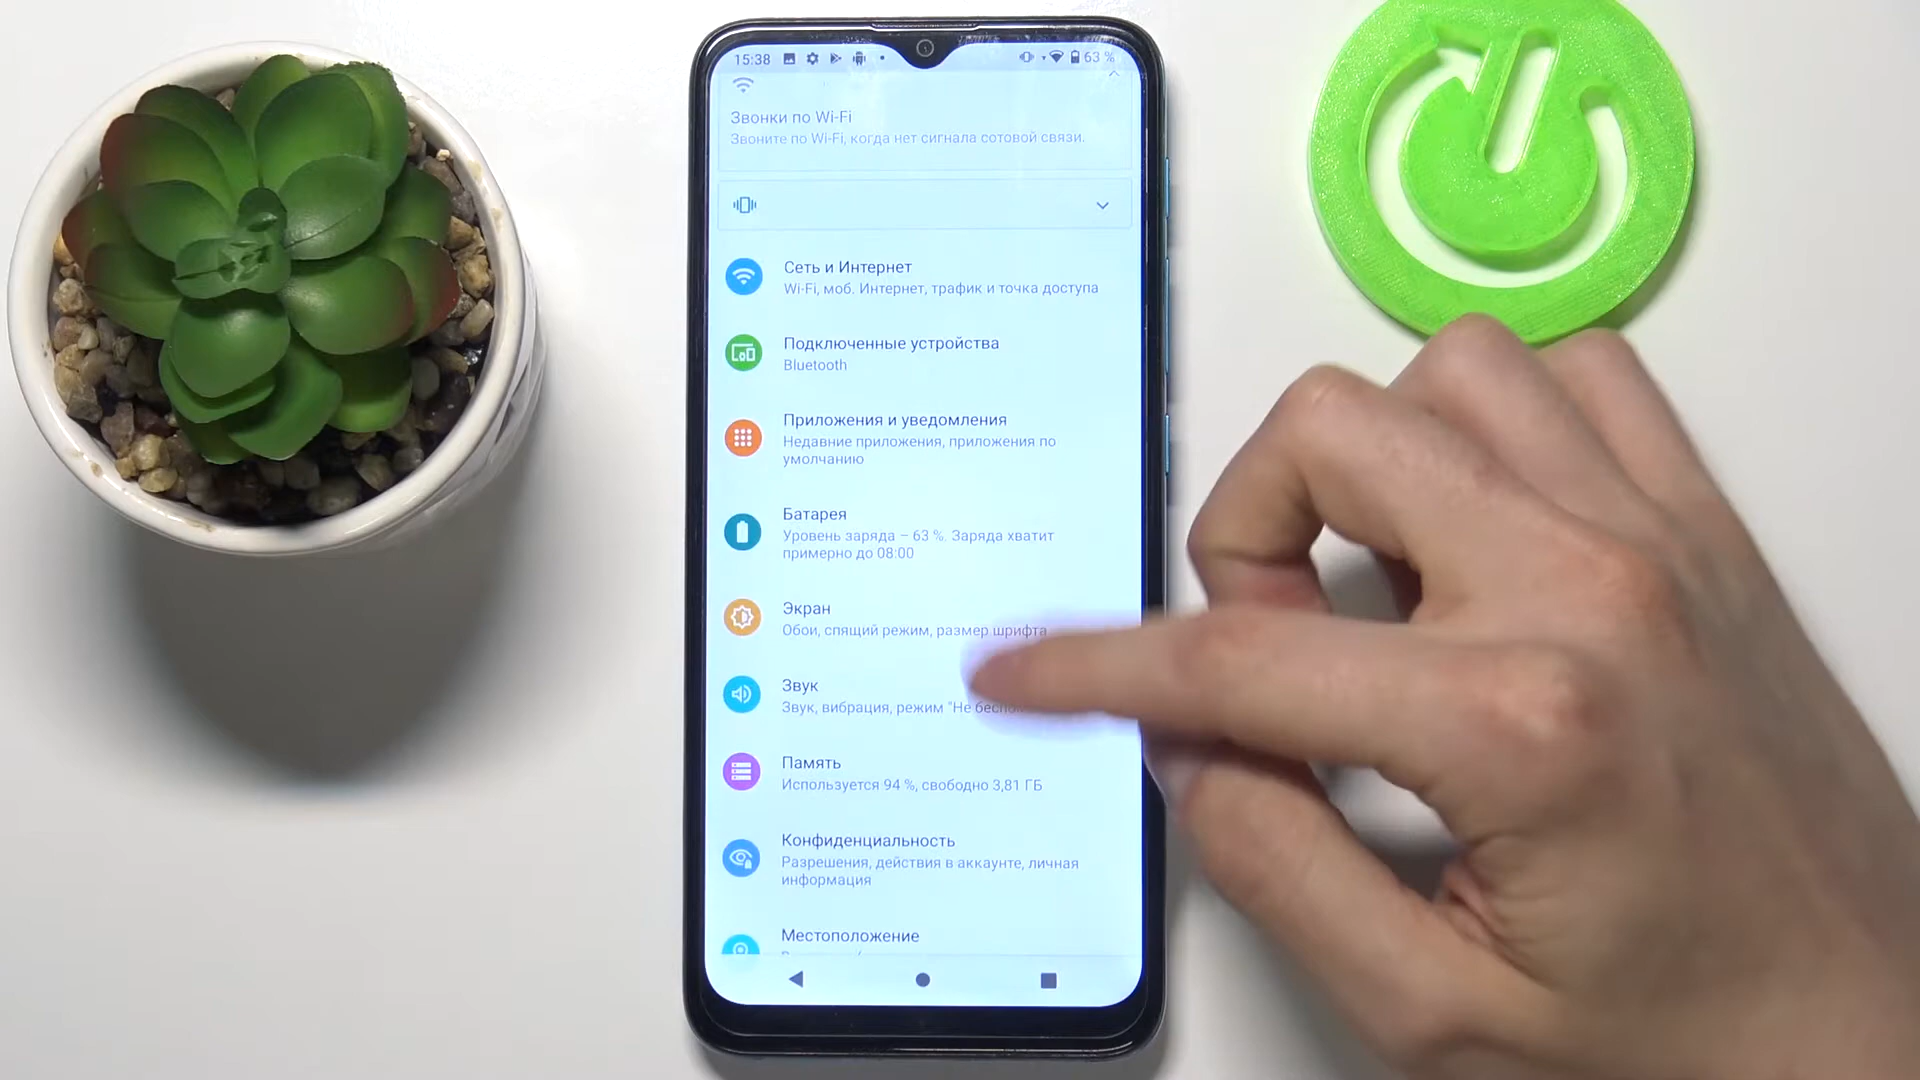 15:38
63 %
Звонки по Wi-Fi
Звоните по Wi-Fi, когда нет сигнала сотовой связи.
Сеть и Интернет
Wi-Fi, моб. Интернет, трафик и точка доступа
Подключенные устройства
Bluetooth
Приложения и уведомления
Недавние приложения, приложения по
умолчанию
Батарея
Уровень заряда – 63 %. Заряда хватит
примерно до 08:00
Экран
Обои, спящий режим, размер шрифта
Звук
Звук, вибрация, режим "Не
Память
Используется 94 %, свободно 3,81 ГБ
Конфиденциальность
Разрешения, действия в аккаунте, личная
информация
Местоположение